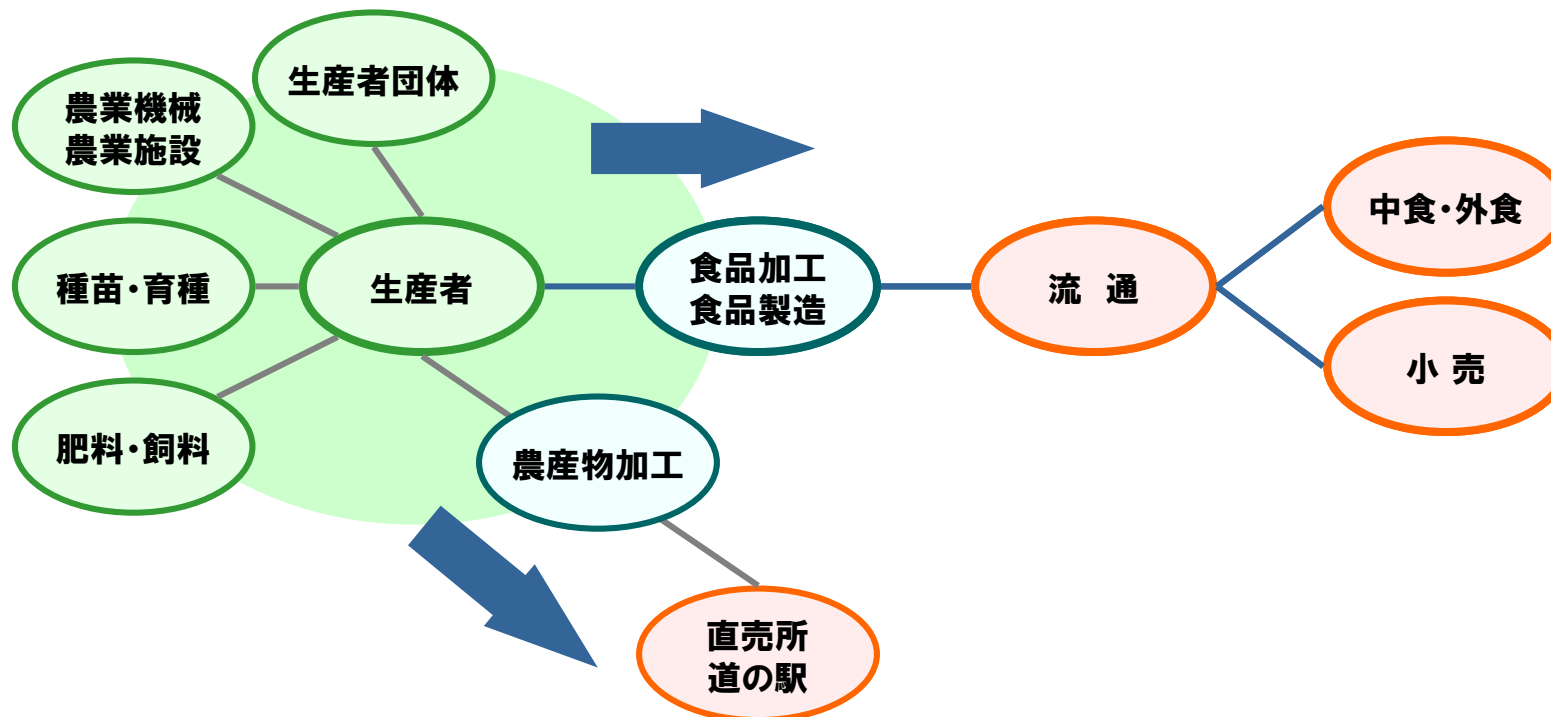 生産者団体
農業機械
農業施設
中食・外食
種苗・育種
生産者
食品加工
食品製造
流 通
小 売
肥料・飼料
農産物加工
直売所
道の駅